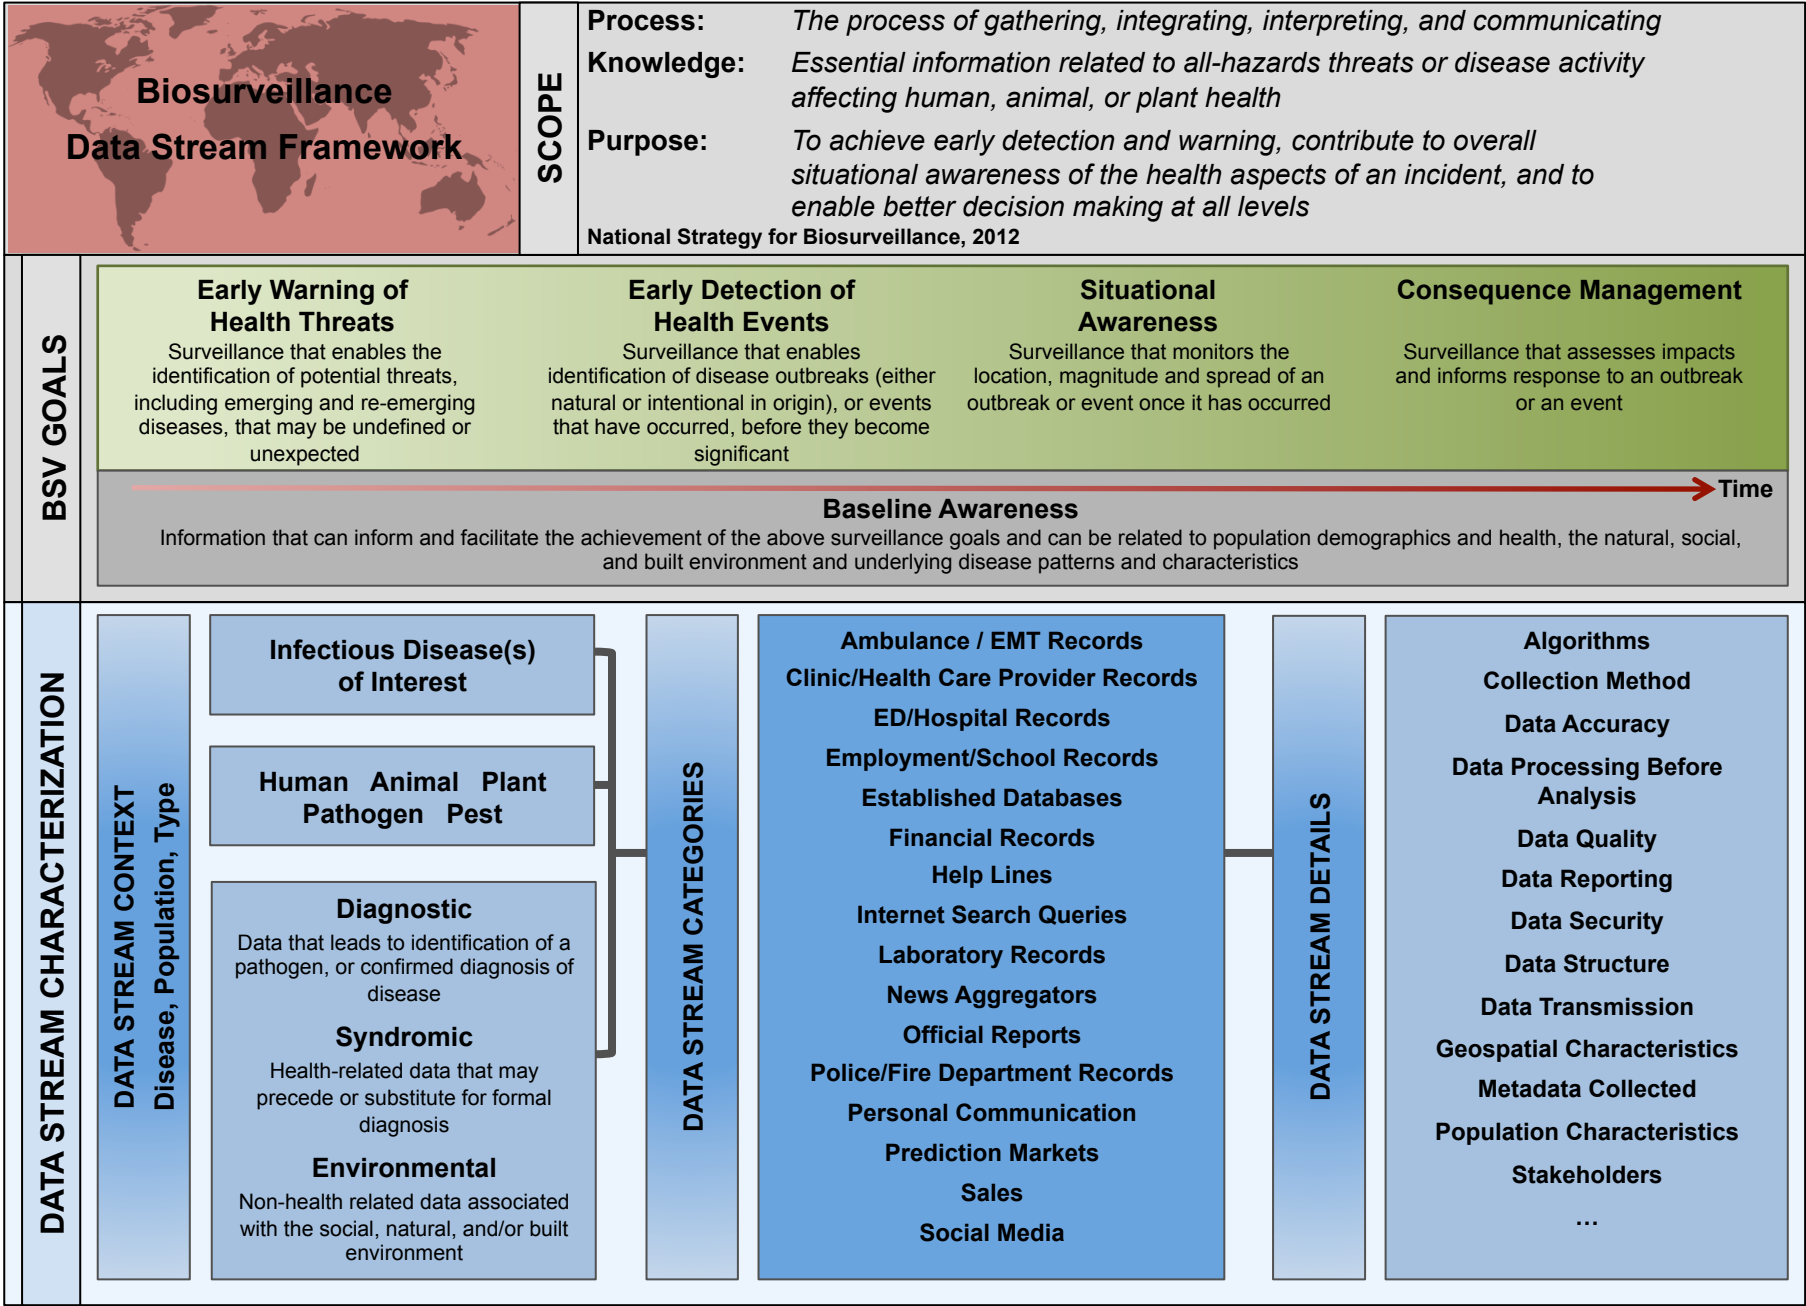 Biosurveillance
Data Stream Framework
SCOPE
Process: The process of gathering, integrating, interpreting, and communicating
Knowledge: Essential information related to all-hazards threats or disease activity
affecting human, animal, or plant health
Purpose: To achieve early detection and warning, contribute to overall
situational awareness of the health aspects of an incident, and to
enable better decision making at all levels
National Strategy for Biosurveillance, 2012
BSV GOALS
Early Warning of
Health Threats
Surveillance that enables the
identification of potential threats,
including emerging and re-emerging
diseases, that may be undefined or
unexpected
Early Detection of
Health Events
Surveillance that enables
identification of disease outbreaks (either
natural or intentional in origin), or events
that have occurred, before they become
significant
Situational
Awareness
Surveillance that monitors the
location, magnitude and spread of an
outbreak or event once it has occurred
Consequence Management
Surveillance that assesses impacts
and informs response to an outbreak
or an event
Time
Baseline Awareness
Information that can inform and facilitate the achievement of the above surveillance goals and can be related to population demographics and health, the natural, social,
and built environment and underlying disease patterns and characteristics
DATA STREAM CHARACTERIZATION
DATA STREAM CONTEXT
Disease, Population, Type
Infectious Disease(s)
of Interest
Human Animal Plant
Pathogen Pest
Diagnostic
Data that leads to identification of a
pathogen, or confirmed diagnosis of
disease
Syndromic
Health-related data that may
precede or substitute for formal
diagnosis
Environmental
Non-health related data associated
with the social, natural, and/or built
environment
DATA STREAM CATEGORIES
Ambulance / EMT Records
Clinic/Health Care Provider Records
ED/Hospital Records
Employment/School Records
Established Databases
Financial Records
Help Lines
Internet Search Queries
Laboratory Records
News Aggregators
Official Reports
Police/Fire Department Records
Personal Communication
Prediction Markets
Sales
Social Media
DATA STREAM DETAILS
Algorithms
Collection Method
Data Accuracy
Data Processing Before
Analysis
Data Quality
Data Reporting
Data Security
Data Structure
Data Transmission
Geospatial Characteristics
Metadata Collected
Population Characteristics
Stakeholders
...